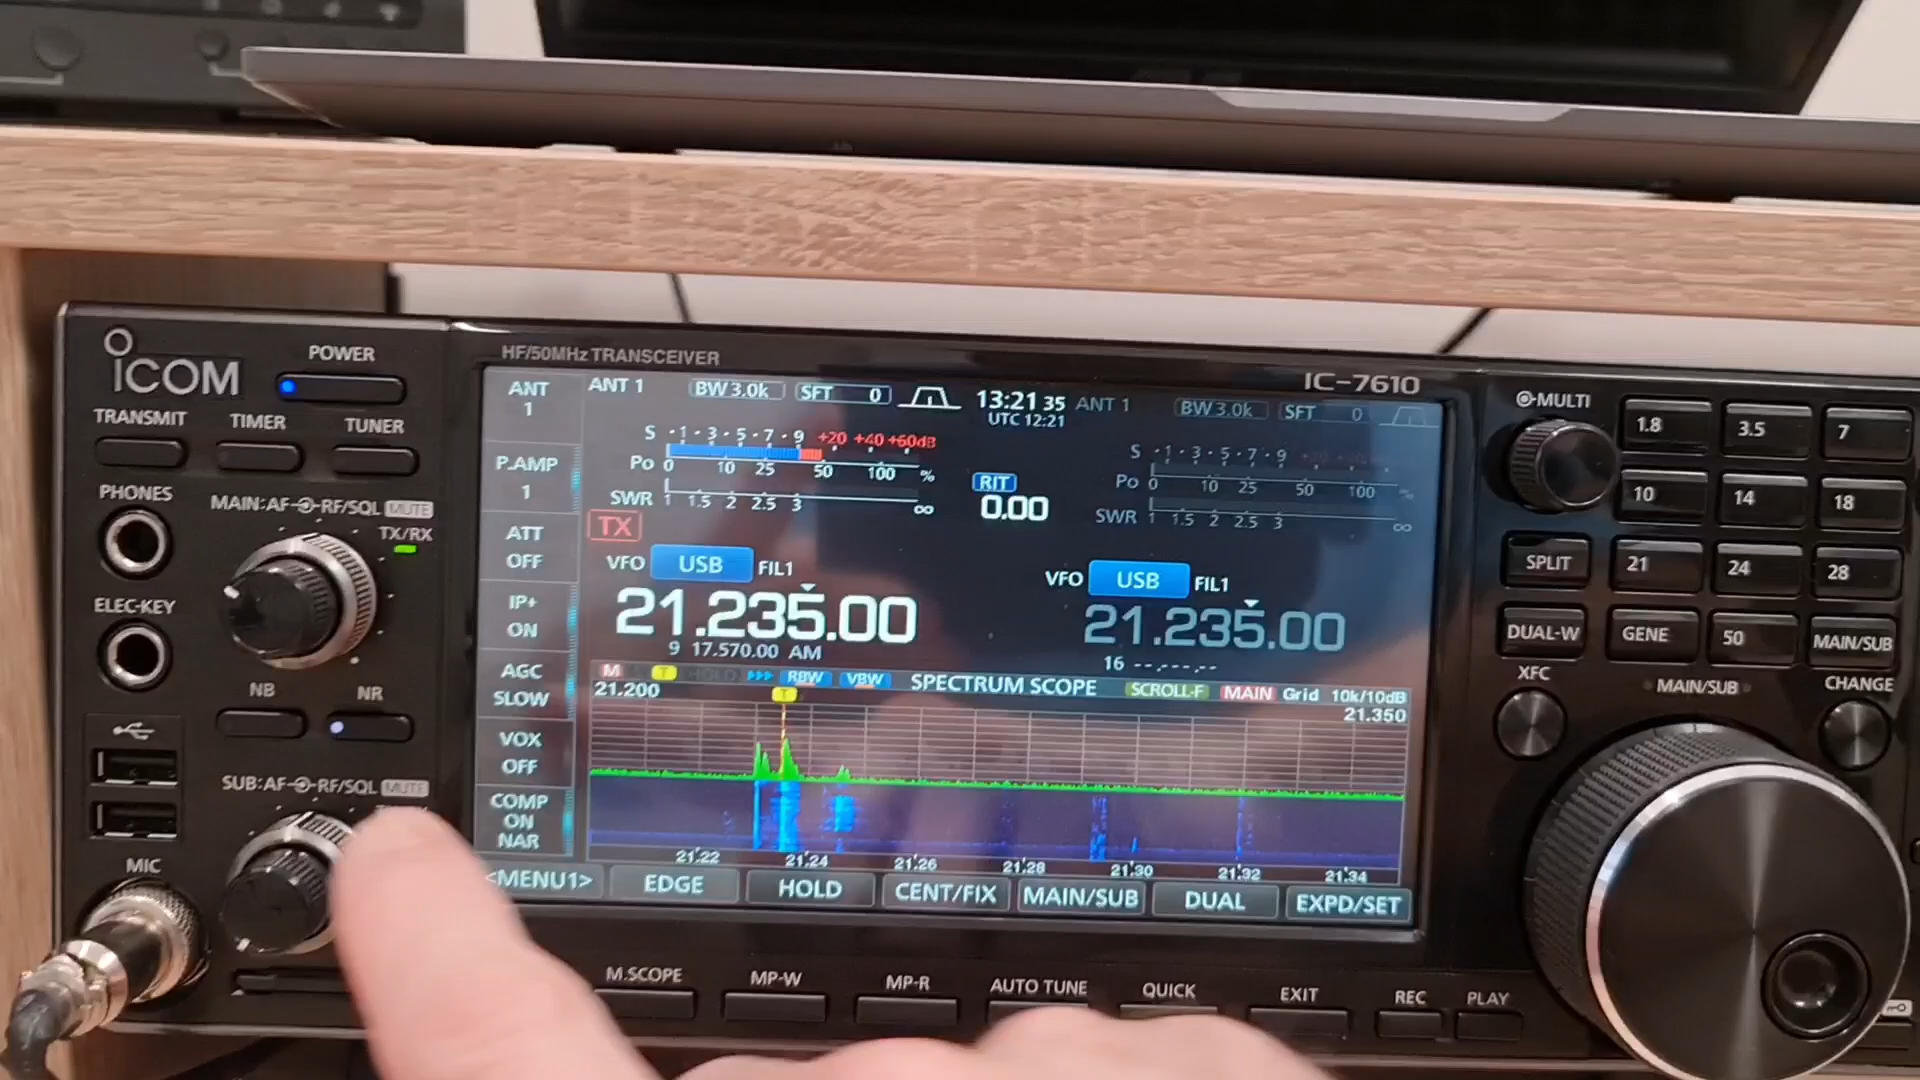 ICOM
POWER
TRANSMIT TIMER TUNER
PHONES
MAIN:AF RF/SQL MUTE
TX/RX
ELEC-KEY
NB NR
SUB:AF RF/SQL MUTE
MIC
HF/50MHz TRANSCEIVER
IC-7610
ANT
1
P.AMP
1
ATT
OFF
IP+
ON
AGC
SLOW
VOX
OFF
COMP
ON
NAR
ANT 1 BW 3.0k SFT 0
13:21 35
UTC 12:21
ANT 1 BW 3.0k SFT 0
S 1 3 5 7 9 +20 +40 +60dB
Po 0 10 25 50 100 %
SWR 1 1.5 2 2.5 3 ∞
RIT
0.00
S 1 3 5 7 9
Po 0 10 25 50 100 %
SWR 1 1.5 2 2.5 3 ∞
TX
VFO USB FIL1
21.235.00
9 17.570.00 AM
VFO USB FIL1
21.235.00
16 --.---.--
M T HOLD RBW VBW SPECTRUM SCOPE SCROLL-F MAIN Grid 10k/10dB
21.200 T 21.350
21.22 21.24 21.26 21.28 21.30 21.32 21.34
<MENU1> EDGE HOLD CENT/FIX MAIN/SUB DUAL EXPD/SET
M.SCOPE MP-W MP-R AUTO TUNE QUICK EXIT REC PLAY
MULTI
1.8 3.5 7
10 14 18
SPLIT 21 24 28
DUAL-W GENE 50 MAIN/SUB
XFC MAIN/SUB CHANGE